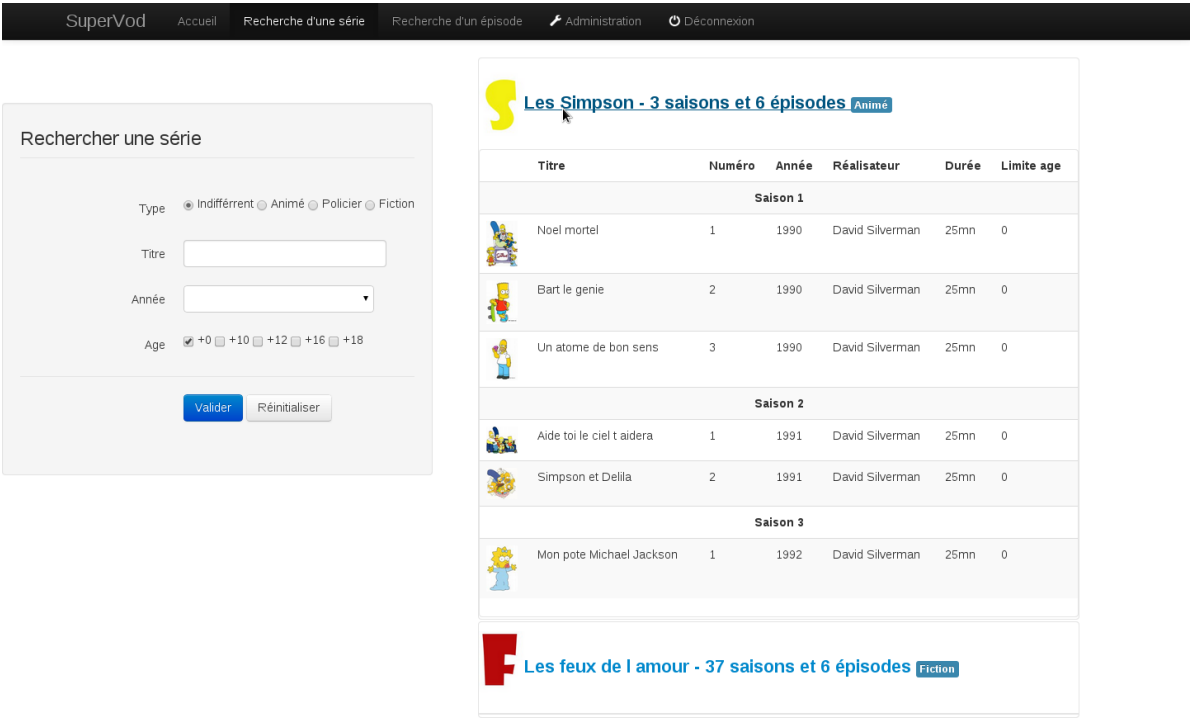 SuperVod Accueil Recherche d'une série Recherche d'un épisode Administration Déconnexion
Rechercher une série
Type Indifférrent Animé Policier Fiction
Titre
Année
Age +0 +10 +12 +16 +18
Valider Réinitialiser
S
Les Simpson - 3 saisons et 6 épisodes Animé
Titre Numéro Année Réalisateur Durée Limite age
Saison 1
Noel mortel 1 1990 David Silverman 25mn 0
Bart le genie 2 1990 David Silverman 25mn 0
Un atome de bon sens 3 1990 David Silverman 25mn 0
Saison 2
Aide toi le ciel t aidera 1 1991 David Silverman 25mn 0
Simpson et Delila 2 1991 David Silverman 25mn 0
Saison 3
Mon pote Michael Jackson 1 1992 David Silverman 25mn 0
F
Les feux de l amour - 37 saisons et 6 épisodes Fiction